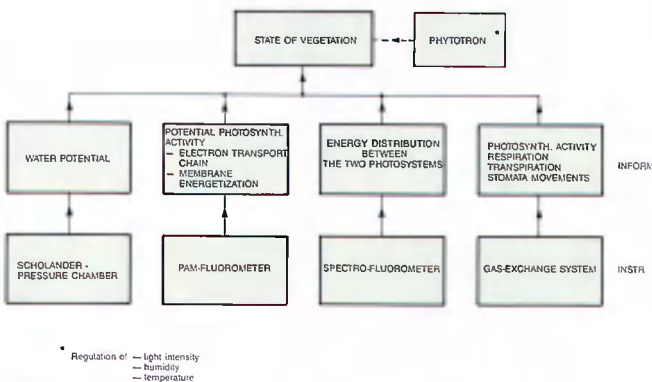 STATE OF VEGETATION
PHYTOTRON *
WATER POTENTIAL
POTENTIAL PHOTOSYNTH.
ACTIVITY
— ELECTRON TRANSPORT
CHAIN
— MEMBRANE
ENERGETIZATION
ENERGY DISTRIBUTION
BETWEEN
THE TWO PHOTOSYSTEMS
PHOTOSYNTH. ACTIVITY
RESPIRATION
TRANSPIRATION
STOMATA MOVEMENTS
INFORM
SCHOLANDER -
PRESSURE CHAMBER
PAM-FLUOROMETER
SPECTRO-FLUOROMETER
GAS-EXCHANGE SYSTEM
INSTR
* Regulation of — light intensity
— humidity
— temperature